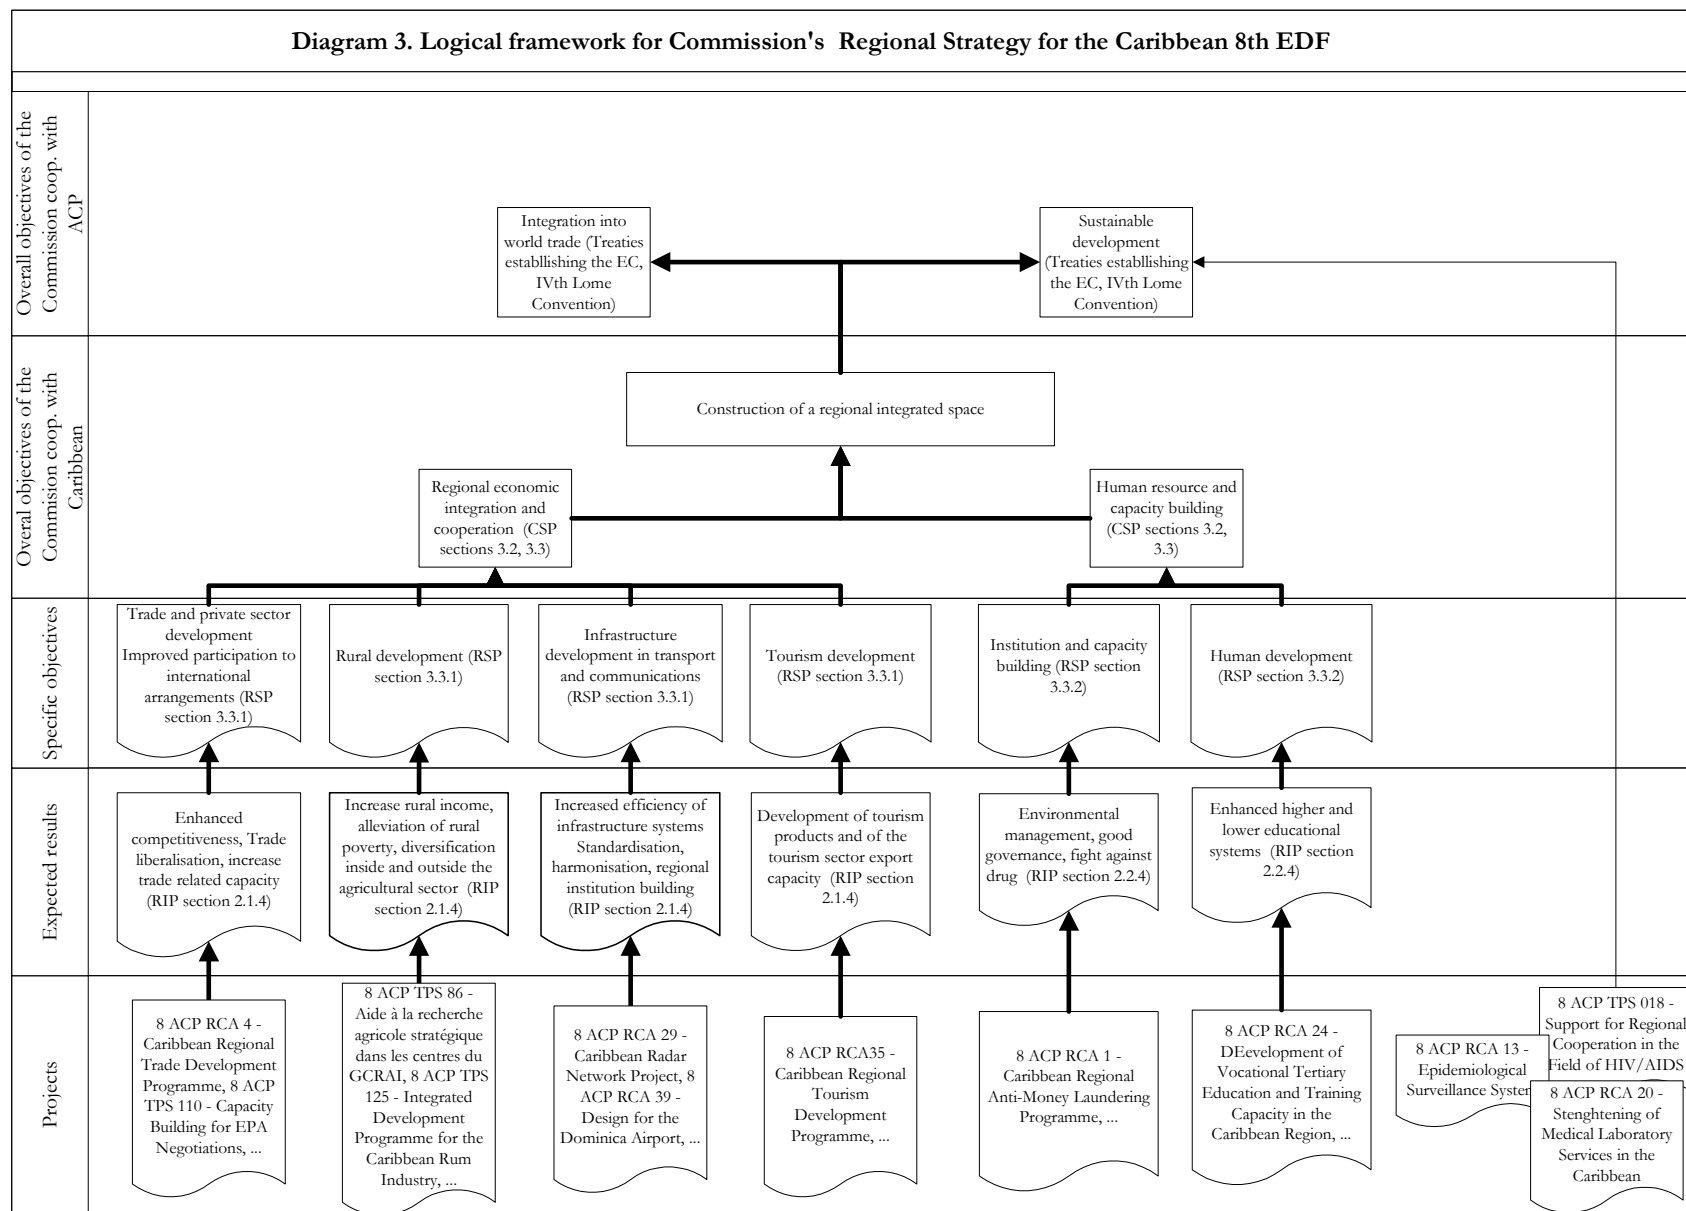 Diagram 3. Logical framework for Commission's Regional Strategy for the Caribbean 8th EDF
Overall objectives of the
Commission coop. with
ACP
Integration into
world trade (Treaties
establlishing the EC,
IVth Lome
Convention)
Sustainable
development
(Treaties establlishing
the EC, IVth Lome
Convention)
Overal objectives of the
Commision coop. with
Caribbean
Construction of a regional integrated space
Regional economic
integration and
cooperation (CSP
sections 3.2, 3.3)
Human resource and
capacity building
(CSP sections 3.2,
3.3)
Specific objectives
Trade and private sector
development
Improved participation to
international
arrangements (RSP
section 3.3.1)
Rural development (RSP
section 3.3.1)
Infrastructure
development in transport
and communications
(RSP section 3.3.1)
Tourism development
(RSP section 3.3.1)
Institution and capacity
building (RSP section
3.3.2)
Human development
(RSP section 3.3.2)
Expected results
Enhanced
competitiveness, Trade
liberalisation, increase
trade related capacity
(RIP section 2.1.4)
Increase rural income,
alleviation of rural
poverty, diversification
inside and outside the
agricultural sector (RIP
section 2.1.4)
Increased efficiency of
infrastructure systems
Standardisation,
harmonisation, regional
institution building
(RIP section 2.1.4)
Development of tourism
products and of the
tourism sector export
capacity (RIP section
2.1.4)
Environmental
management, good
governance, fight against
drug (RIP section 2.2.4)
Enhanced higher and
lower educational
systems (RIP section
2.2.4)
Projects
8 ACP RCA 4 -
Caribbean Regional
Trade Development
Programme, 8 ACP
TPS 110 - Capacity
Building for EPA
Negotiations, ...
8 ACP TPS 86 -
Aide à la recherche
agricole stratégique
dans les centres du
GCRAI, 8 ACP TPS
125 - Integrated
Development
Programme for the
Caribbean Rum
Industry, ...
8 ACP RCA 29 -
Caribbean Radar
Network Project, 8
ACP RCA 39 -
Design for the
Dominica Airport, ...
8 ACP RCA35 -
Caribbean Regional
Tourism
Development
Programme, ...
8 ACP RCA 1 -
Caribbean Regional
Anti-Money Laundering
Programme, ...
8 ACP RCA 24 -
DEevelopment of
Vocational Tertiary
Education and Training
Capacity in the
Caribbean Region, ...
8 ACP RCA 13 -
Epidemiological
Surveillance System
8 ACP TPS 018 -
Support for Regional
Cooperation in the
Field of HIV/AIDS
8 ACP RCA 20 -
Stenghtening of
Medical Laboratory
Services in the
Caribbean